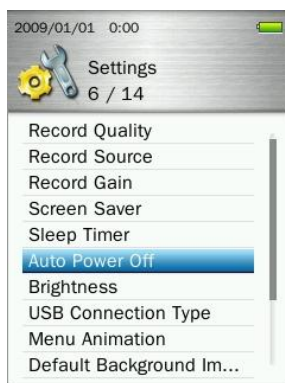 2009/01/01 0:00
Settings
6 / 14
Record Quality
Record Source
Record Gain
Screen Saver
Sleep Timer
Auto Power Off
Brightness
USB Connection Type
Menu Animation
Default Background Im...